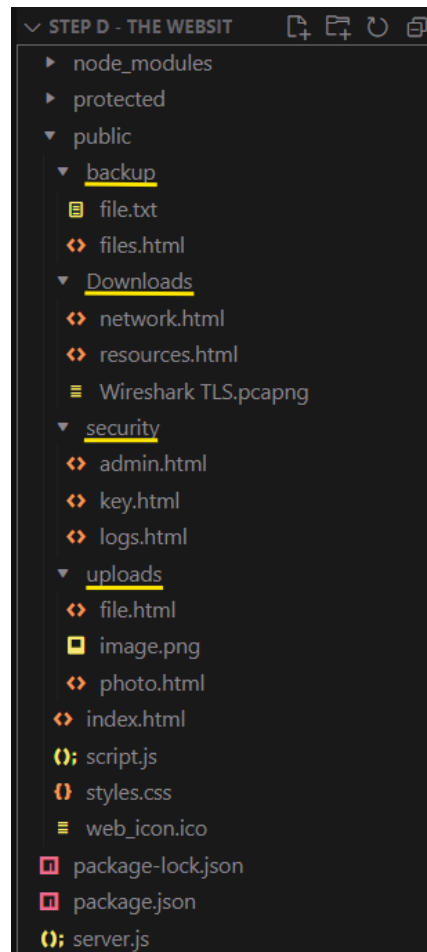 STEP D - THE WEBSIT
node_modules
protected
public
backup
file.txt
files.html
Downloads
network.html
resources.html
Wireshark TLS.pcapng
security
admin.html
key.html
logs.html
uploads
file.html
image.png
photo.html
index.html
script.js
styles.css
web_icon.ico
package-lock.json
package.json
server.js